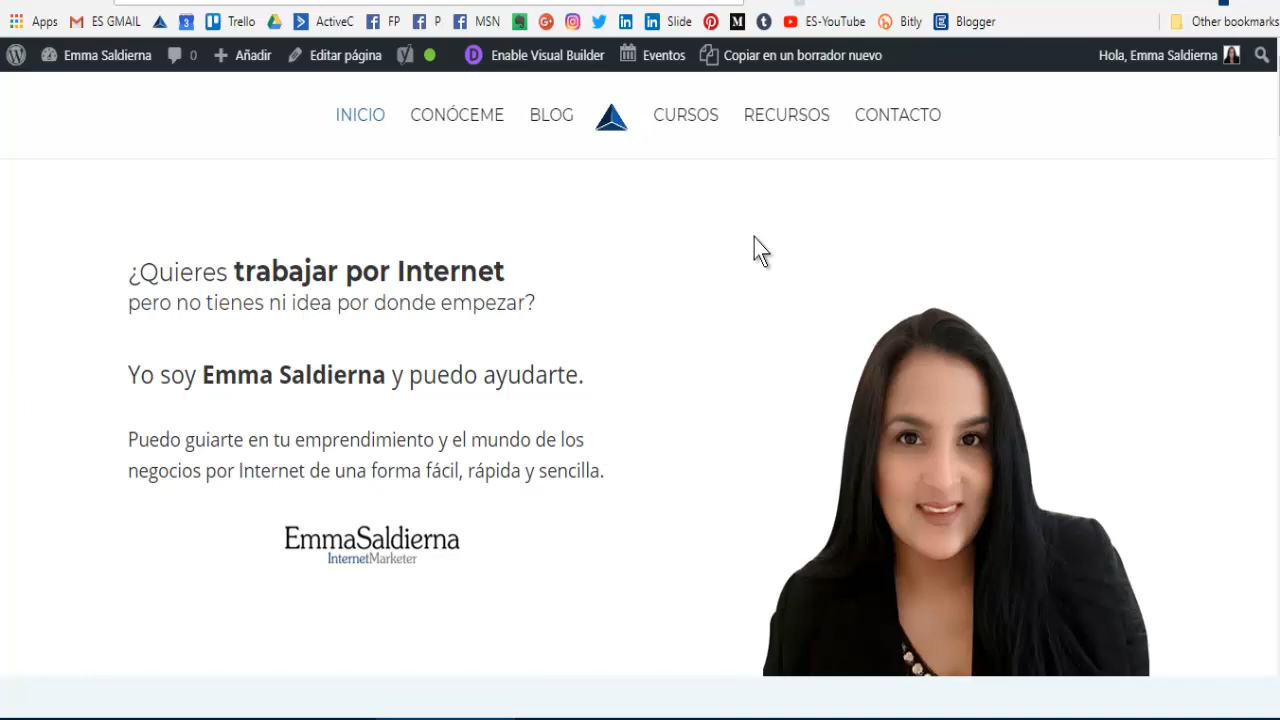 Apps ES GMAIL Trello ActiveC FP P MSN Slide ES-YouTube Bitly Blogger Other bookmarks
Emma Saldierna 0 Añadir Editar página Enable Visual Builder Eventos Copiar en un borrador nuevo Hola, Emma Saldierna
INICIO CONÓCEME BLOG CURSOS RECURSOS CONTACTO
¿Quieres trabajar por Internet
pero no tienes ni idea por donde empezar?
Yo soy Emma Saldierna y puedo ayudarte.
Puedo guiarte en tu emprendimiento y el mundo de los
negocios por Internet de una forma fácil, rápida y sencilla.
EmmaSaldierna
InternetMarketer